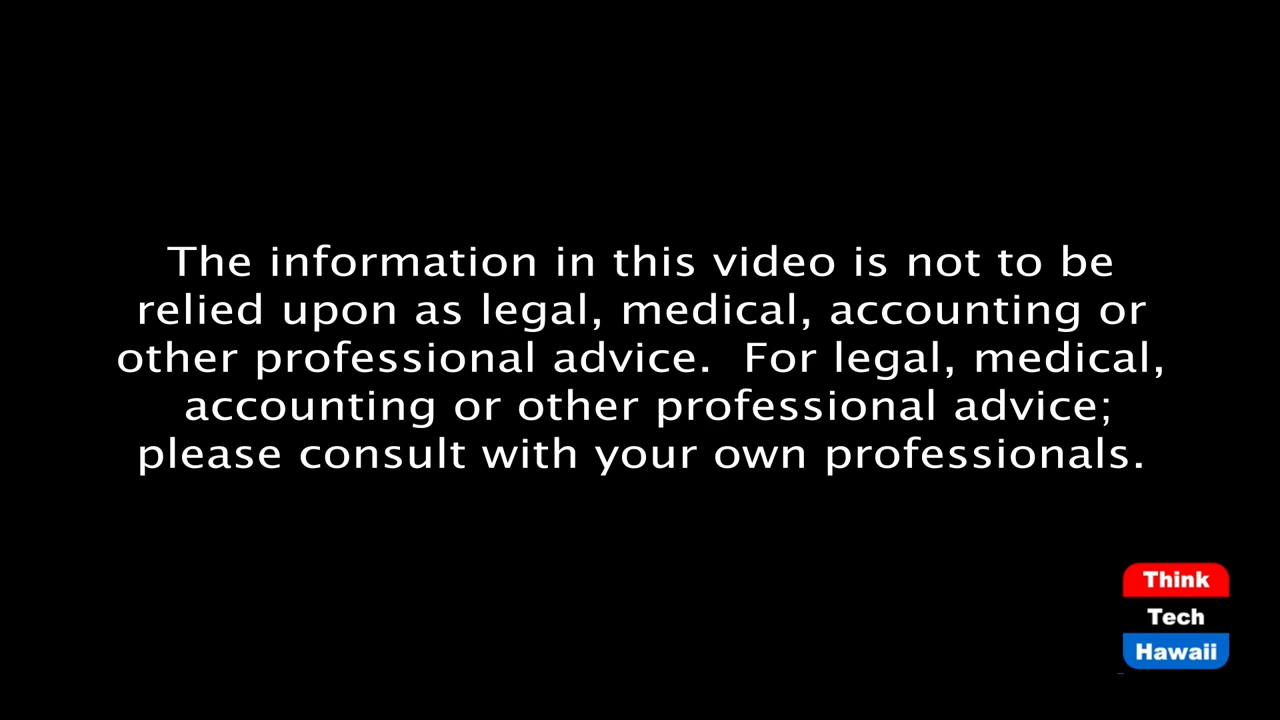 The information in this video is not to be
relied upon as legal, medical, accounting or
other professional advice.  For legal, medical,
accounting or other professional advice;
please consult with your own professionals.
Think
Tech
Hawaii